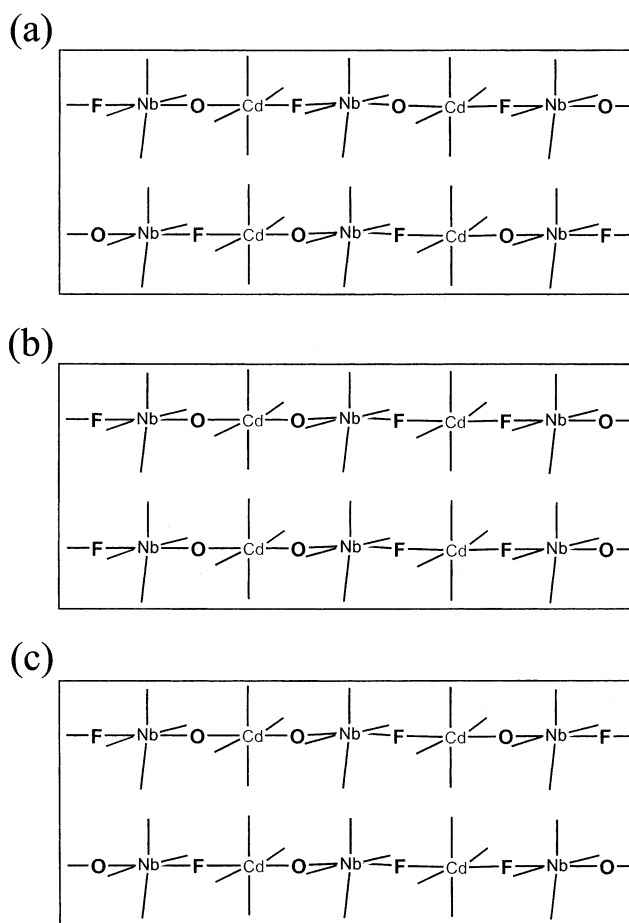 (a)
F Nb O Cd F Nb O Cd F Nb O
O Nb F Cd O Nb F Cd O Nb F
(b)
F Nb O Cd O Nb F Cd F Nb O
F Nb O Cd O Nb F Cd F Nb O
(c)
F Nb O Cd O Nb F Cd O Nb F
O Nb F Cd O Nb F Cd F Nb O